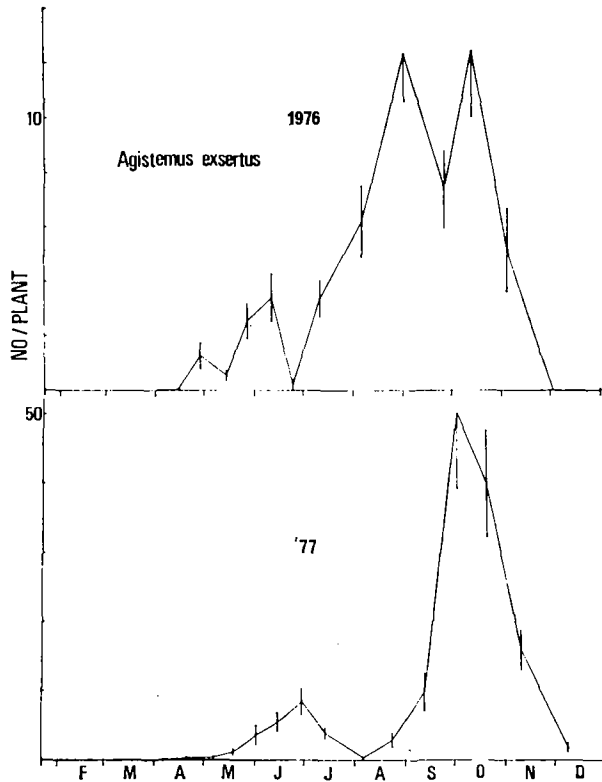 10
1976
Agistemus exsertus
NO / PLANT
50
'77
F M A M J J A S O N D